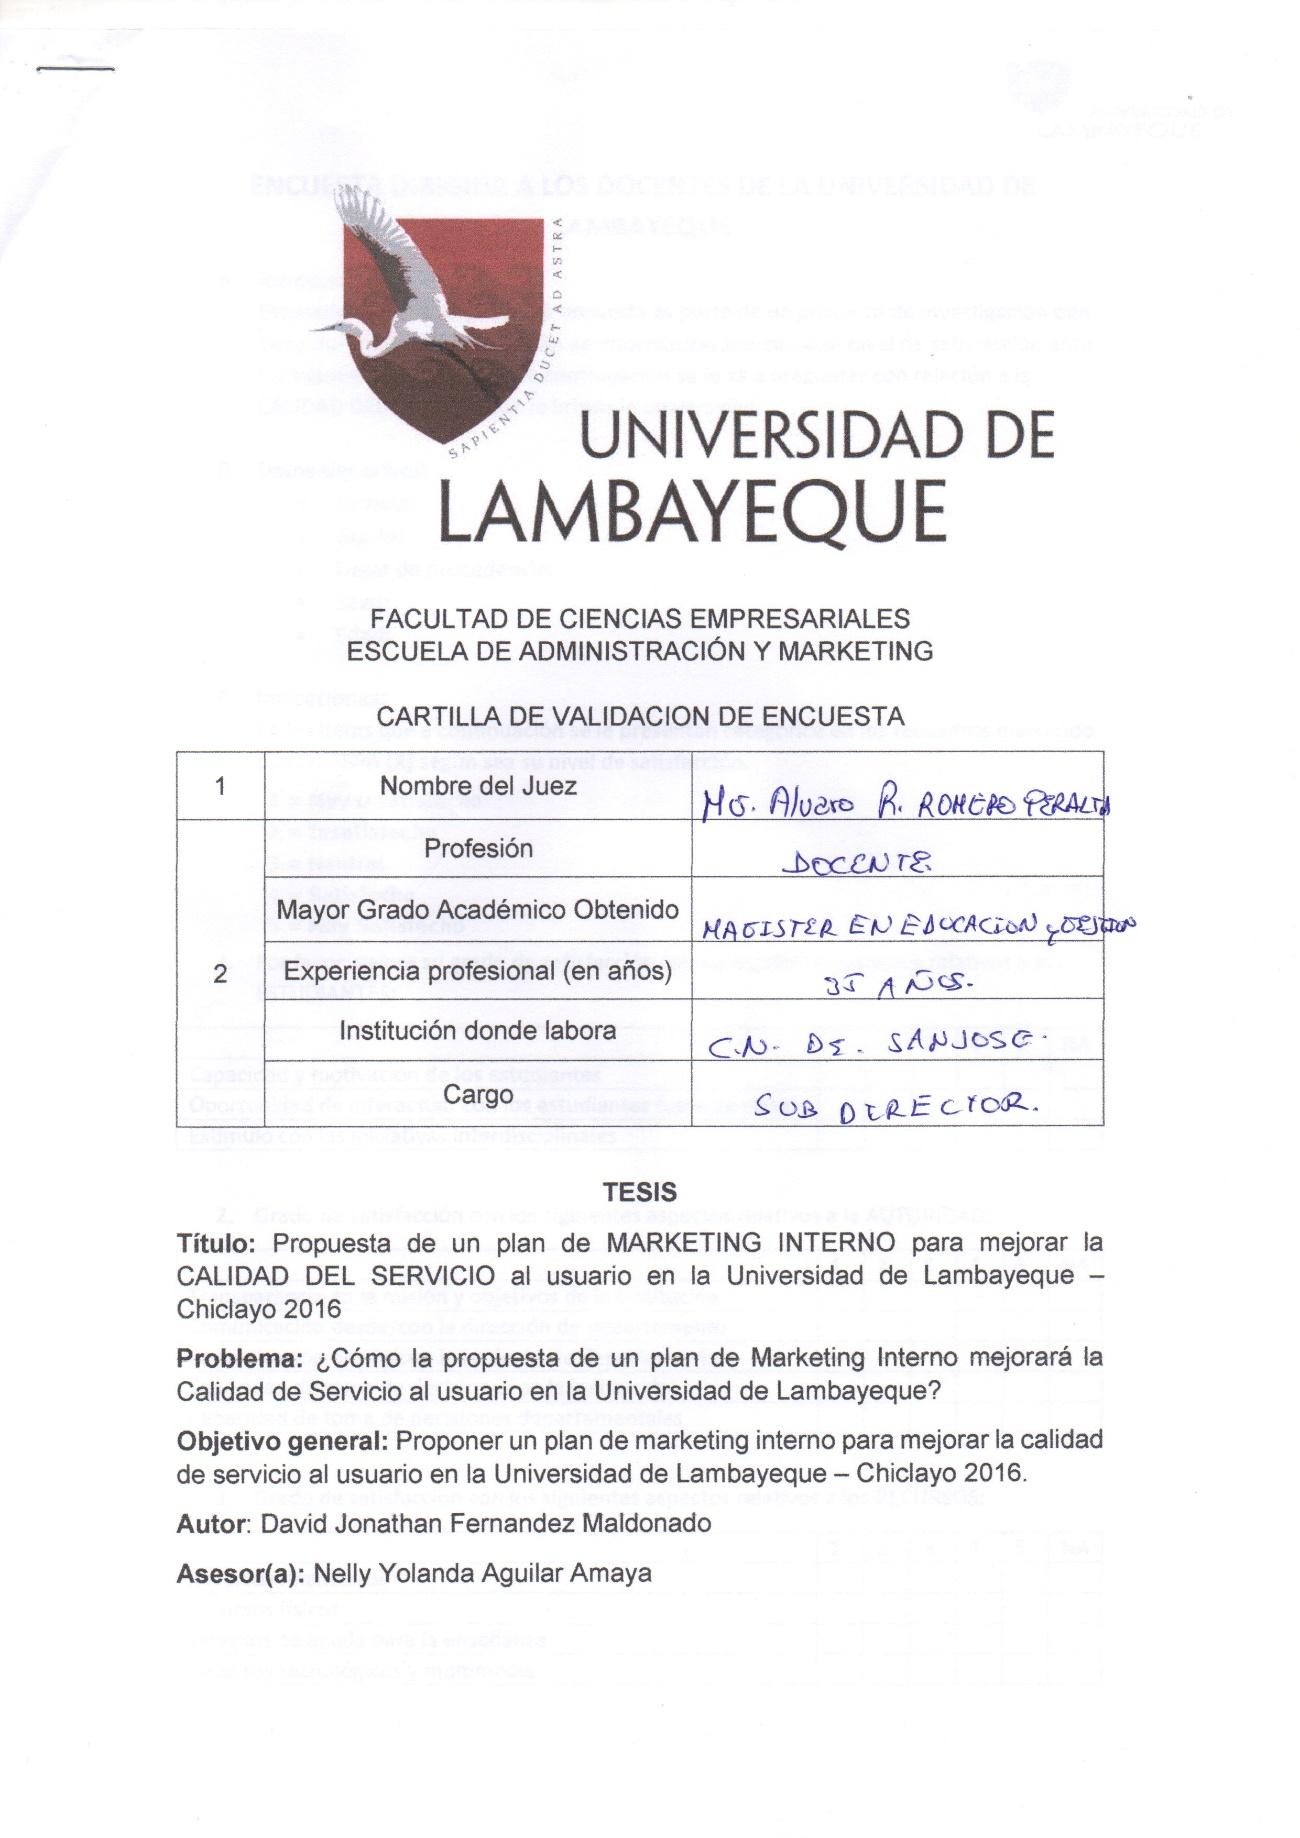 SAPIENTIA DUCET AD ASTRA
UNIVERSIDAD DE
LAMBAYEQUE
FACULTAD DE CIENCIAS EMPRESARIALES
ESCUELA DE ADMINISTRACIÓN Y MARKETING
CARTILLA DE VALIDACION DE ENCUESTA
1 Nombre del Juez Mg. Alvaro R. ROMERO PERALTA
Profesión DOCENTE
Mayor Grado Académico Obtenido MAGISTER EN EDUCACION y GESTION
2 Experiencia profesional (en años) 35 AÑOS.
Institución donde labora C.N. DE. SAN JOSE.
Cargo SUB DIRECTOR.
TESIS
Título: Propuesta de un plan de MARKETING INTERNO para mejorar la
CALIDAD DEL SERVICIO al usuario en la Universidad de Lambayeque –
Chiclayo 2016
Problema: ¿Cómo la propuesta de un plan de Marketing Interno mejorará la
Calidad de Servicio al usuario en la Universidad de Lambayeque?
Objetivo general: Proponer un plan de marketing interno para mejorar la calidad
de servicio al usuario en la Universidad de Lambayeque – Chiclayo 2016.
Autor: David Jonathan Fernandez Maldonado
Asesor(a): Nelly Yolanda Aguilar Amaya